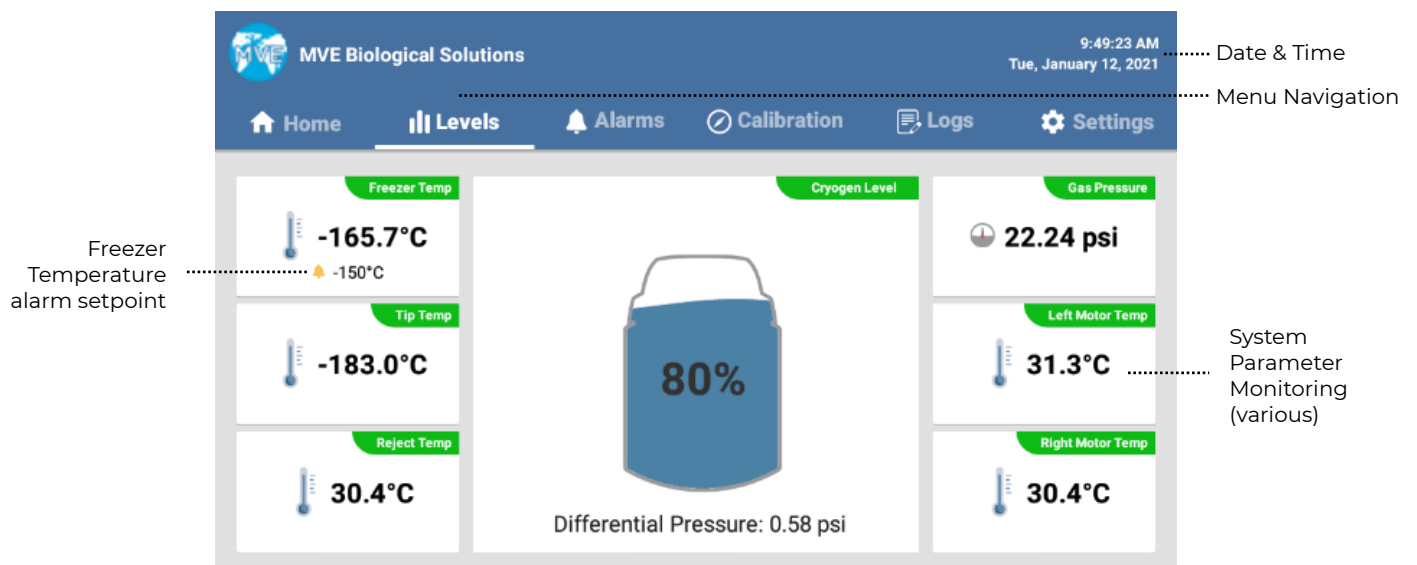 MVE
MVE Biological Solutions
9:49:23 AM
Tue, January 12, 2021
Date & Time
Menu Navigation
Home
Levels
Alarms
Calibration
Logs
Settings
Freezer Temp
-165.7°C
-150°C
Freezer
Temperature
alarm setpoint
Tip Temp
-183.0°C
Reject Temp
30.4°C
Cryogen Level
80%
Differential Pressure: 0.58 psi
Gas Pressure
22.24 psi
Left Motor Temp
31.3°C
System
Parameter
Monitoring
(various)
Right Motor Temp
30.4°C